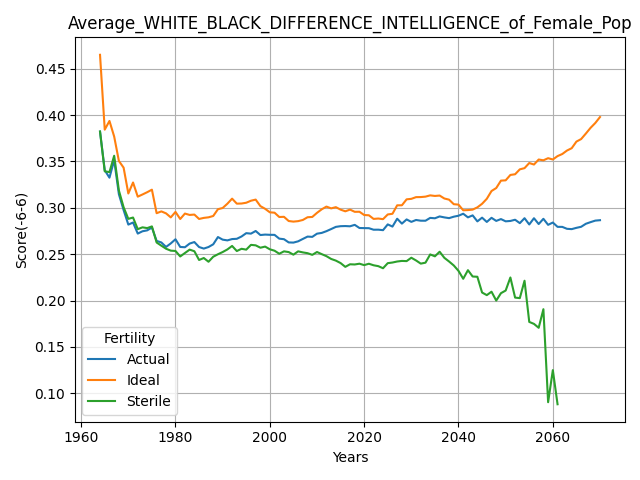 Average_WHITE_BLACK_DIFFERENCE_INTELLIGENCE_of_Female_Pop
Score(-6-6)
0.45
0.40
0.35
0.30
0.25
0.20
0.15
0.10
Fertility
Actual
Ideal
Sterile
1960
1980
2000
2020
2040
2060
Years